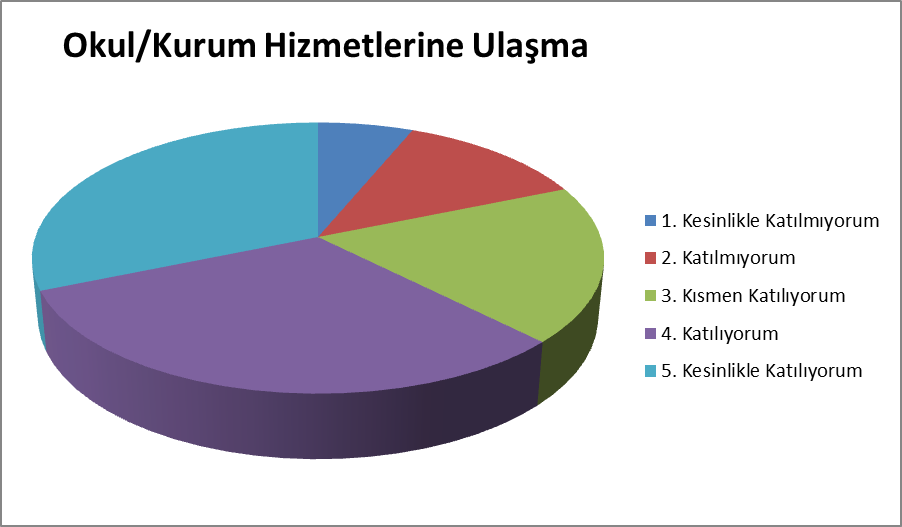 Okul/Kurum Hizmetlerine Ulaşma
1. Kesinlikle Katılmıyorum
2. Katılmıyorum
3. Kısmen Katılıyorum
4. Katılıyorum
5. Kesinlikle Katılıyorum